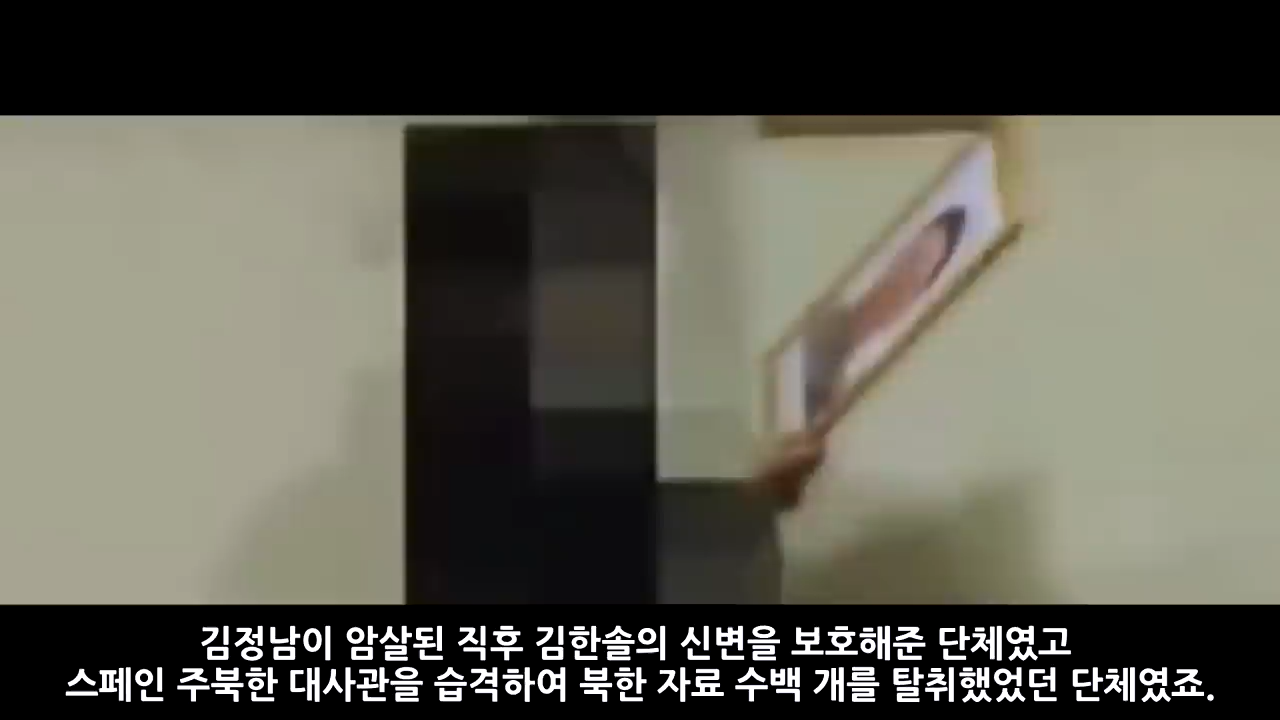 김정남이 암살된 직후 김한솔의 신변을 보호해준 단체였고
스페인 주북한 대사관을 습격하여 북한 자료 수백 개를 탈취했었던 단체였죠.